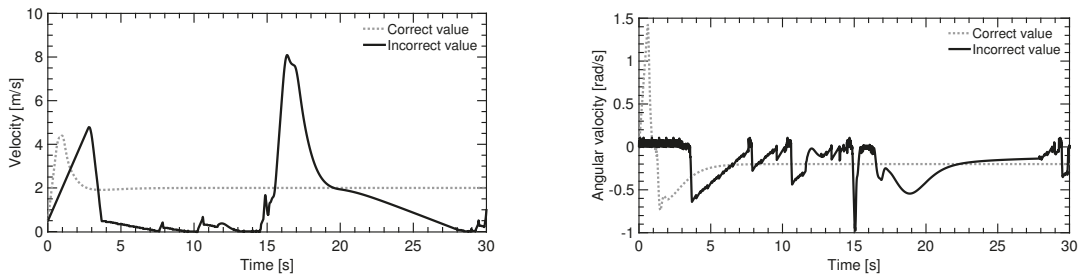 10
8
6
4
2
0
Velocity [m/s]
Correct value
Incorrect value
0 5 10 15 20 25 30
Time [s]
1.5
1
0.5
0
-0.5
-1
Angular valocity [rad/s]
Correct value
Incorrect value
0 5 10 15 20 25 30
Time [s]